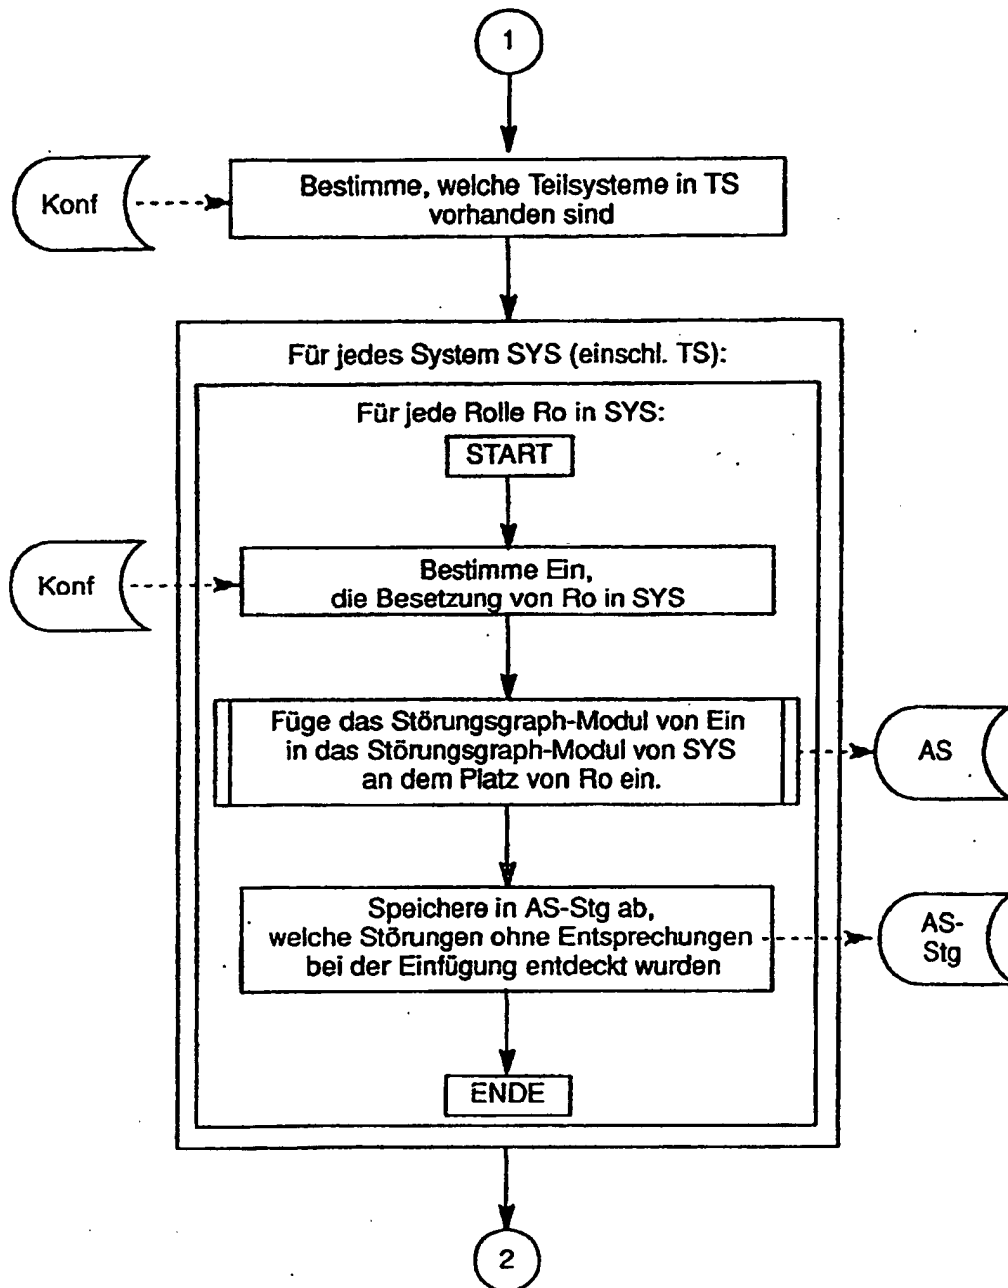 1
Konf
Bestimme, welche Teilsysteme in TS
vorhanden sind
Für jedes System SYS (einschl. TS):
Für jede Rolle Ro in SYS:
START
Konf
Bestimme Ein,
die Besetzung von Ro in SYS
Füge das Störungsgraph-Modul von Ein
in das Störungsgraph-Modul von SYS
an dem Platz von Ro ein.
AS
Speichere in AS-Stg ab,
welche Störungen ohne Entsprechungen
bei der Einfügung entdeckt wurden
AS-
Stg
ENDE
2